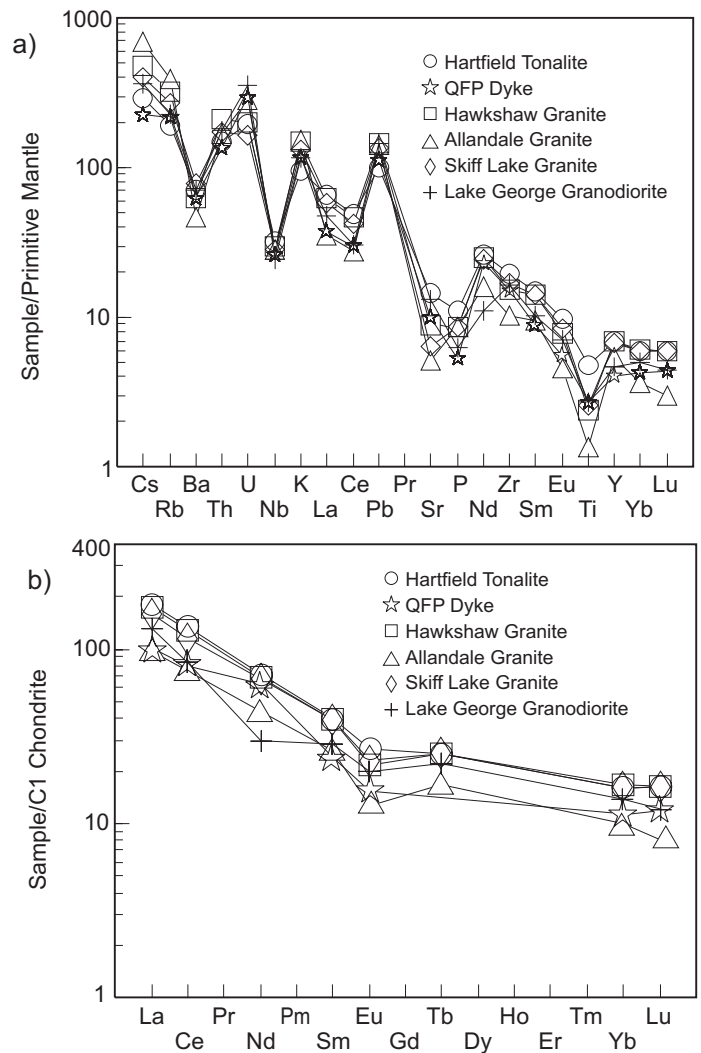 a)
1000
100
10
1
Sample/Primitive Mantle
Hartfield Tonalite
QFP Dyke
Hawkshaw Granite
Allandale Granite
Skiff Lake Granite
Lake George Granodiorite
Cs Ba U K Ce Pr P Zr Eu Y Lu
Rb Th Nb La Pb Sr Nd Sm Ti Yb
b)
400
100
10
1
Sample/C1 Chondrite
Hartfield Tonalite
QFP Dyke
Hawkshaw Granite
Allandale Granite
Skiff Lake Granite
Lake George Granodiorite
La Pr Pm Eu Tb Ho Tm Lu
Ce Nd Sm Gd Dy Er Yb